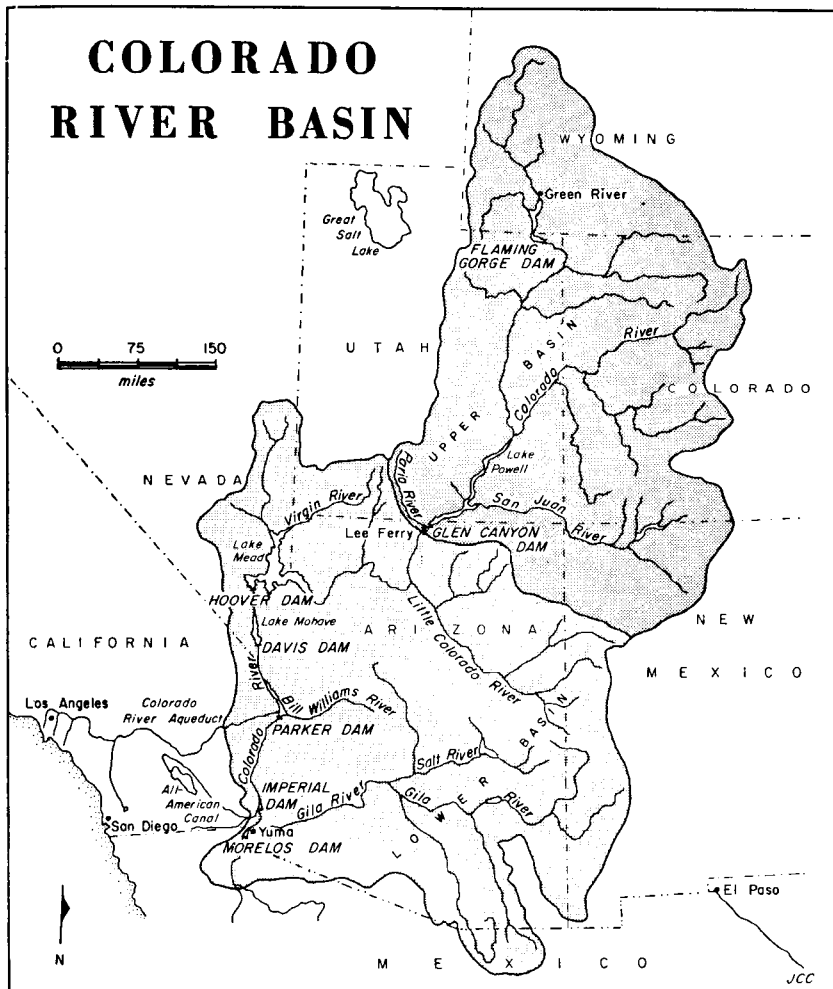 COLORADO
RIVER BASIN
WYOMING
Green River
Great
Salt
Lake
FLAMING
GORGE DAM
0 75 150
miles
UTAH
UPPER BASIN
Colorado River
COLORADO
Lake
Powell
NEVADA
Paria River
Virgin River
San Juan River
Lee Ferry
GLEN CANYON
DAM
Lake
Mead
HOOVER DAM
Lake Mohave
ARIZONA
NEW
MEXICO
CALIFORNIA
DAVIS DAM
Little Colorado River
Los Angeles
Colorado
River Aqueduct
Bill Williams River
PARKER DAM
Colorado River
Salt River
LOWER BASIN
All-
American
Canal
IMPERIAL
DAM
Gila River
Gila River
San Diego
Yuma
MORELOS DAM
El Paso
N
MEXICO
JCC